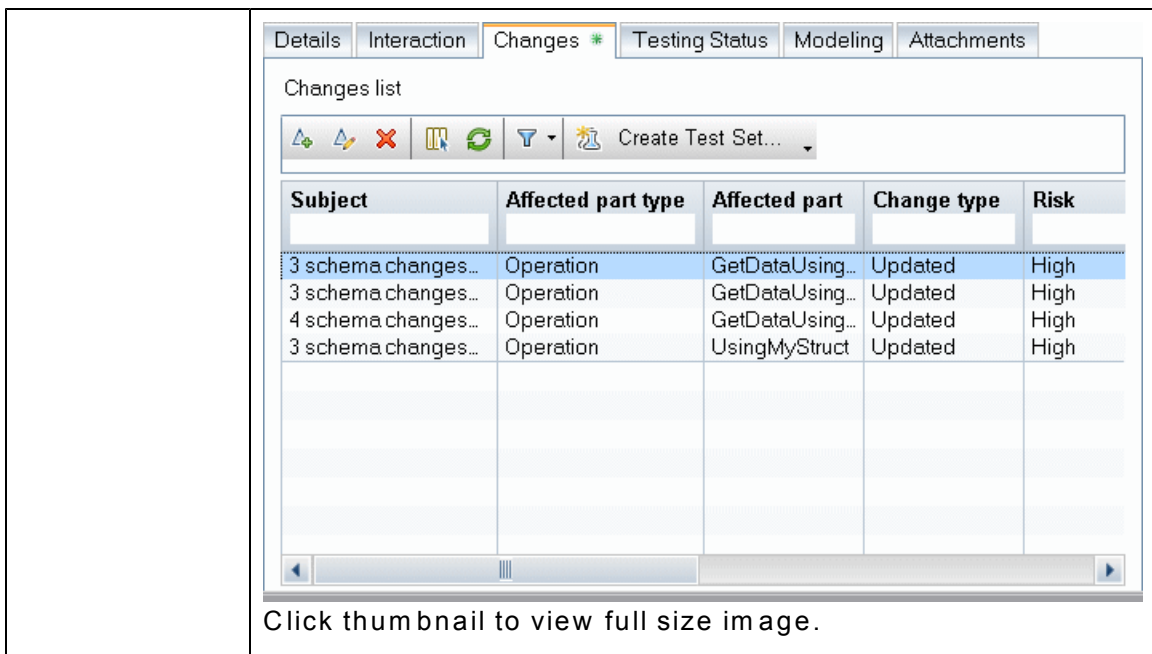 Details Interaction Changes * Testing Status Modeling Attachments
Changes list
Create Test Set...
Subject Affected part type Affected part Change type Risk
3 schema changes... Operation GetDataUsing... Updated High
3 schema changes... Operation GetDataUsing... Updated High
4 schema changes... Operation GetDataUsing... Updated High
3 schema changes... Operation UsingMyStruct Updated High
Click thumbnail to view full size image.